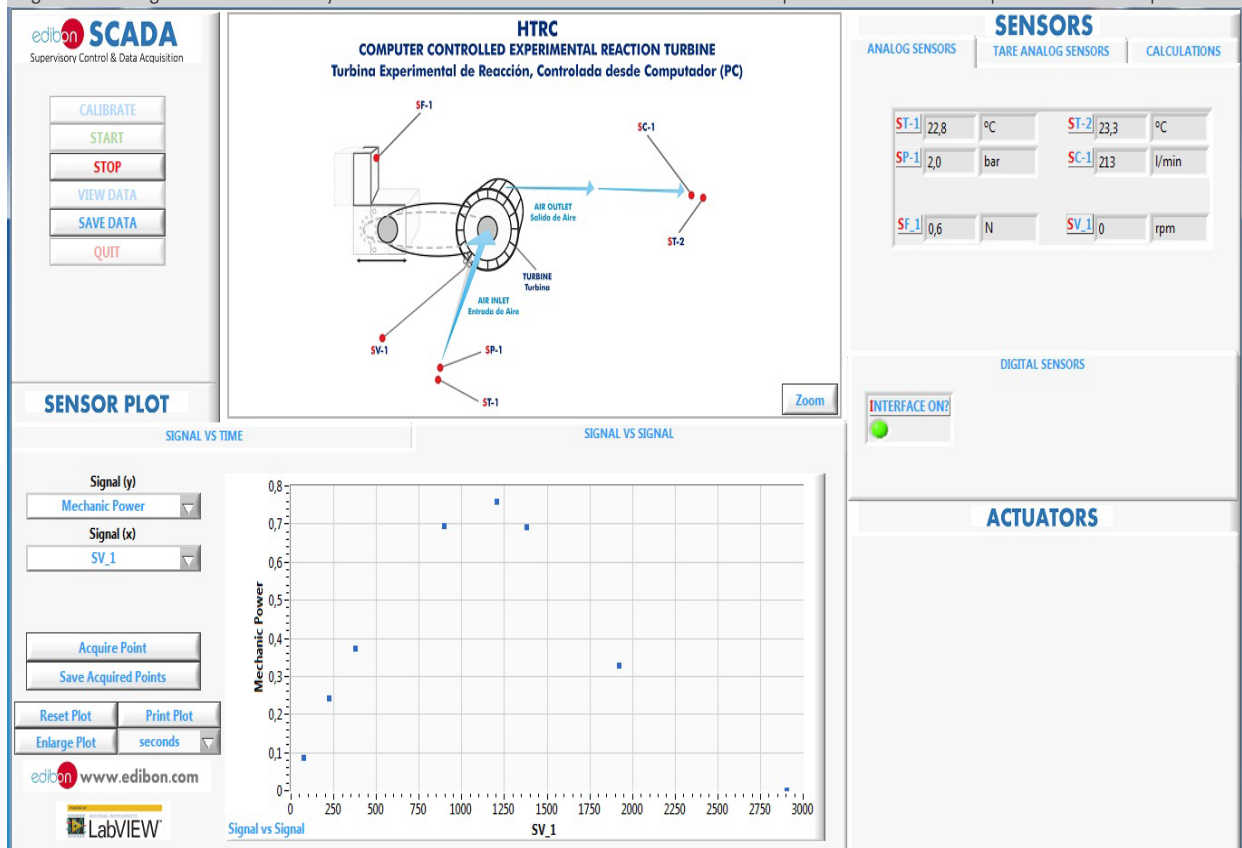 edibon SCADA
Supervisory Control & Data Acquisition
CALIBRATE
START
STOP
VIEW DATA
SAVE DATA
QUIT
HTRC
COMPUTER CONTROLLED EXPERIMENTAL REACTION TURBINE
Turbina Experimental de Reacción, Controlada desde Computador (PC)
SF-1
SC-1
AIR OUTLET
Salida de Aire
ST-2
TURBINE
Turbina
AIR INLET
Entrada de Aire
SV-1
SP-1
ST-1
Zoom
SENSORS
ANALOG SENSORS
TARE ANALOG SENSORS
CALCULATIONS
ST-1 22,8 ºC ST-2 23,3 ºC
SP-1 2,0 bar SC-1 213 l/min
SF_1 0,6 N SV_1 0 rpm
DIGITAL SENSORS
INTERFACE ON?
ACTUATORS
SENSOR PLOT
SIGNAL VS TIME
SIGNAL VS SIGNAL
Signal (y)
Mechanic Power
Signal (x)
SV_1
Acquire Point
Save Acquired Points
Reset Plot
Print Plot
Enlarge Plot
seconds
edibon www.edibon.com
LabVIEW
Mechanic Power
0,8
0,7
0,6
0,5
0,4
0,3
0,2
0,1
0
0 250 500 750 1000 1250 1500 1750 2000 2250 2500 2750 3000
Signal vs Signal
SV_1